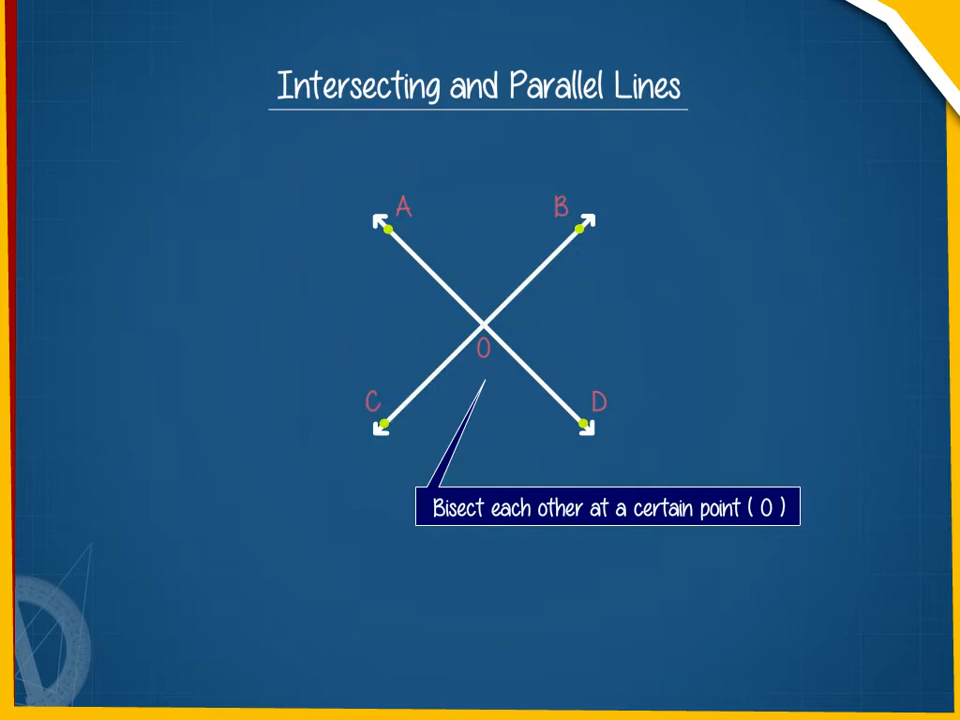 Intersecting and Parallel Lines
A
B
O
C
D
Bisect each other at a certain point ( O )